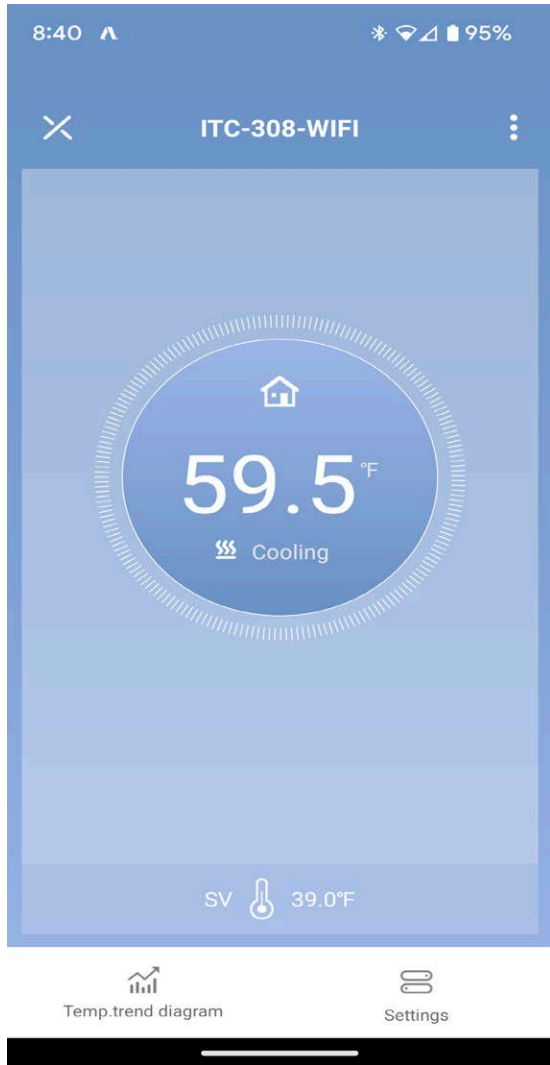 8:40 95%
ITC-308-WIFI
59.5°F
Cooling
SV 39.0°F
Temp.trend diagram Settings